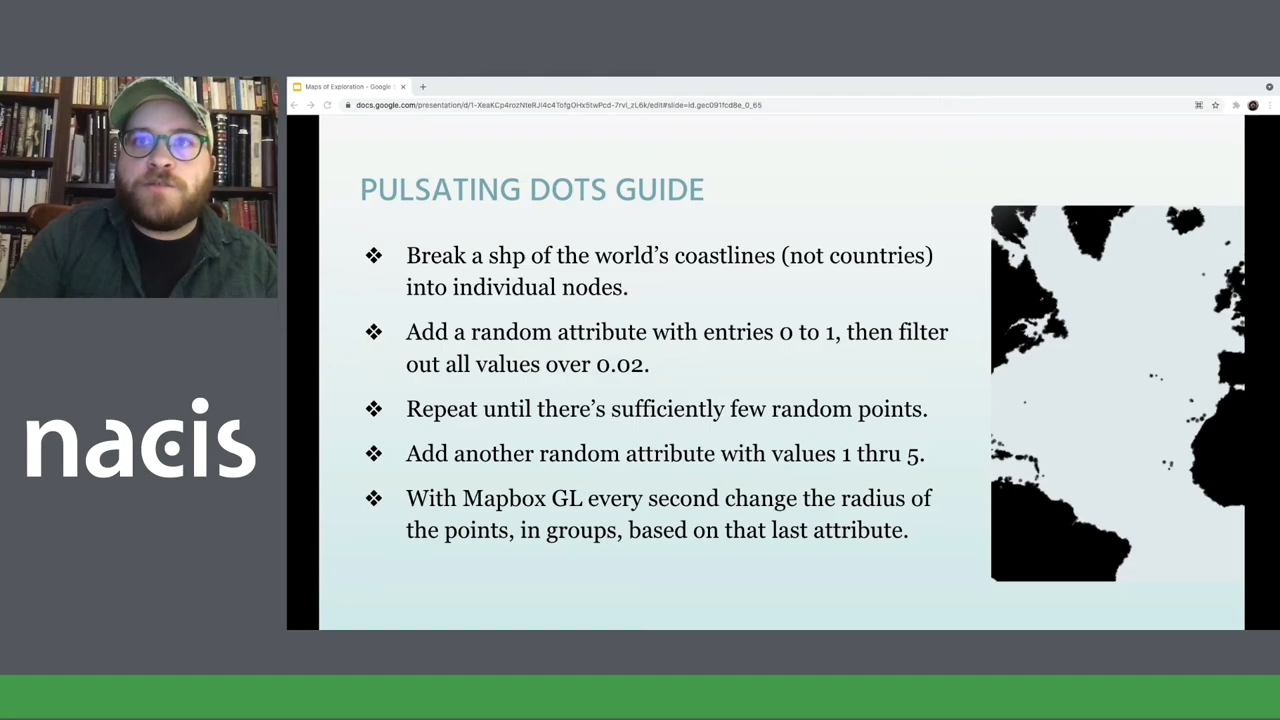 Maps of Exploration - Google S
docs.google.com/presentation/d/1-XeaKCp4rozNteRJI4c4TofgOHx5twPcd-7rvl_zL6k/edit#slide=id.gec091fcd8e_0_65
PULSATING DOTS GUIDE
❖ Break a shp of the world's coastlines (not countries)
into individual nodes.
❖ Add a random attribute with entries 0 to 1, then filter
out all values over 0.02.
❖ Repeat until there's sufficiently few random points.
❖ Add another random attribute with values 1 thru 5.
❖ With Mapbox GL every second change the radius of
the points, in groups, based on that last attribute.
nacis